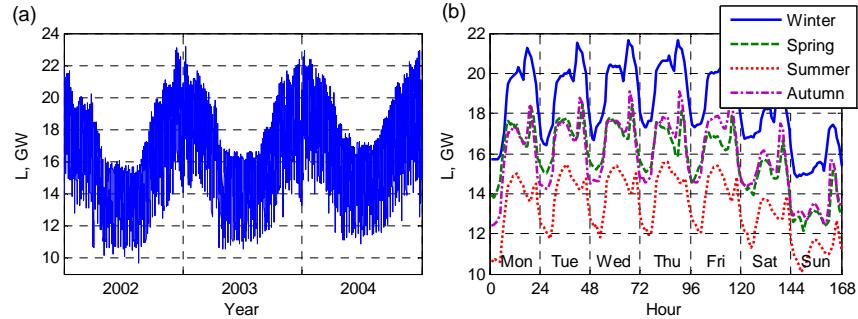 (a)
L, GW
24
22
20
18
16
14
12
10
2002 2003 2004
Year
(b)
L, GW
22
20
18
16
14
12
10
Winter
Spring
Summer
Autumn
Mon Tue Wed Thu Fri Sat Sun
0 24 48 72 96 120 144 168
Hour